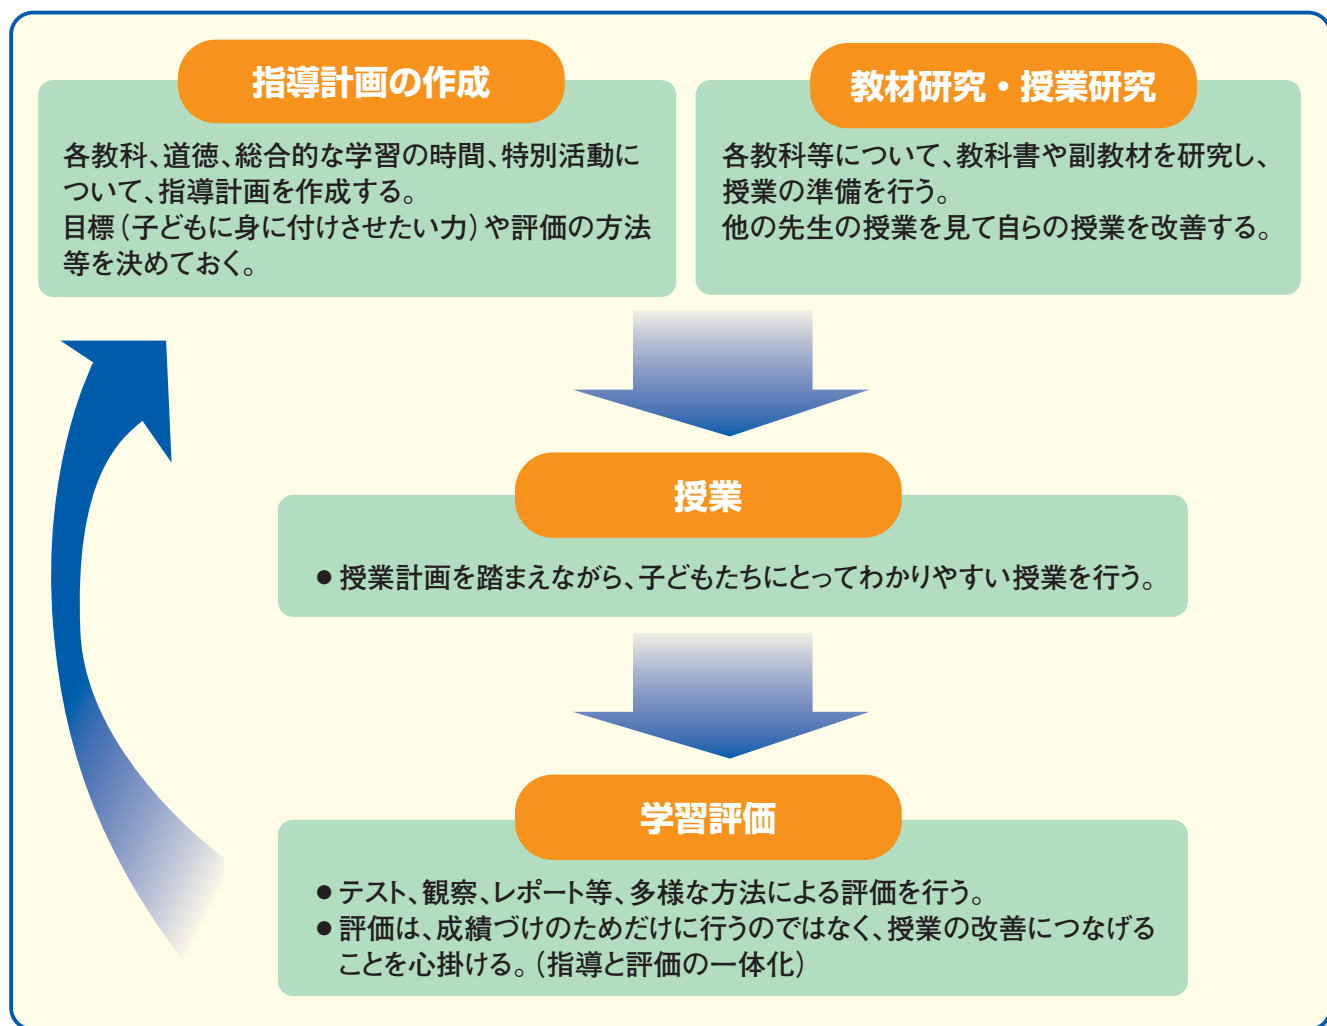 指導計画の作成
各教科、道徳、総合的な学習の時間、特別活動に
ついて、指導計画を作成する。
目標（子どもに身に付けさせたい力）や評価の方法
等を決めておく。
教材研究・授業研究
各教科等について、教科書や副教材を研究し、
授業の準備を行う。
他の先生の授業を見て自らの授業を改善する。
授業
● 授業計画を踏まえながら、子どもたちにとってわかりやすい授業を行う。
学習評価
● テスト、観察、レポート等、多様な方法による評価を行う。
● 評価は、成績づけのためだけに行うのではなく、授業の改善につなげる
ことを心掛ける。（指導と評価の一体化）